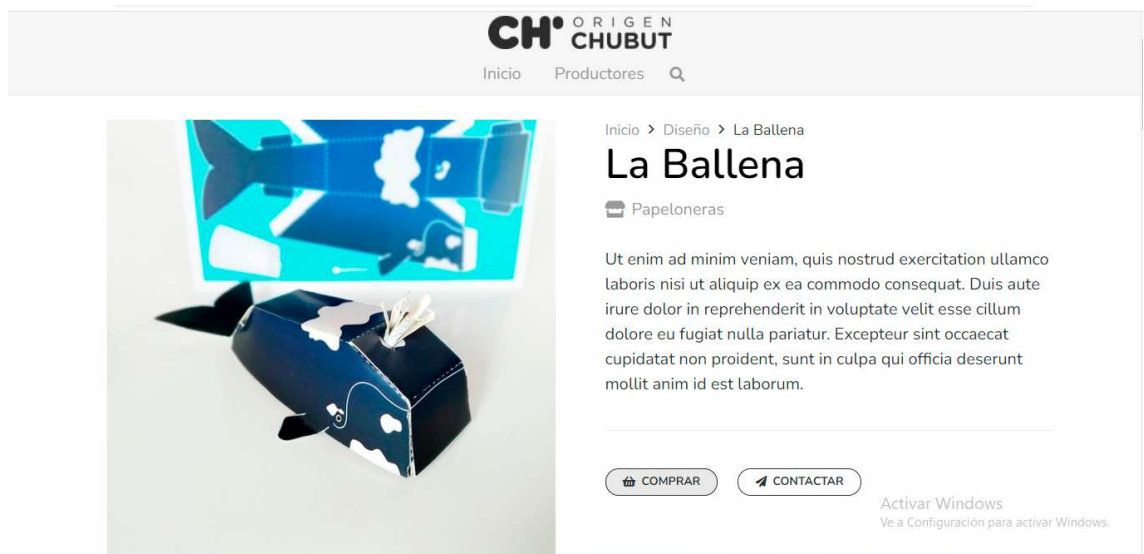 CH' ORIGEN
CHUBUT
Inicio Productores
Inicio > Diseño > La Ballena
La Ballena
Papeloneras
Ut enim ad minim veniam, quis nostrud exercitation ullamco
laboris nisi ut aliquip ex ea commodo consequat. Duis aute
irure dolor in reprehenderit in voluptate velit esse cillum
dolore eu fugiat nulla pariatur. Excepteur sint occaecat
cupidatat non proident, sunt in culpa qui officia deserunt
mollit anim id est laborum.
COMPRAR CONTACTAR
Activar Windows
Ve a Configuración para activar Windows.